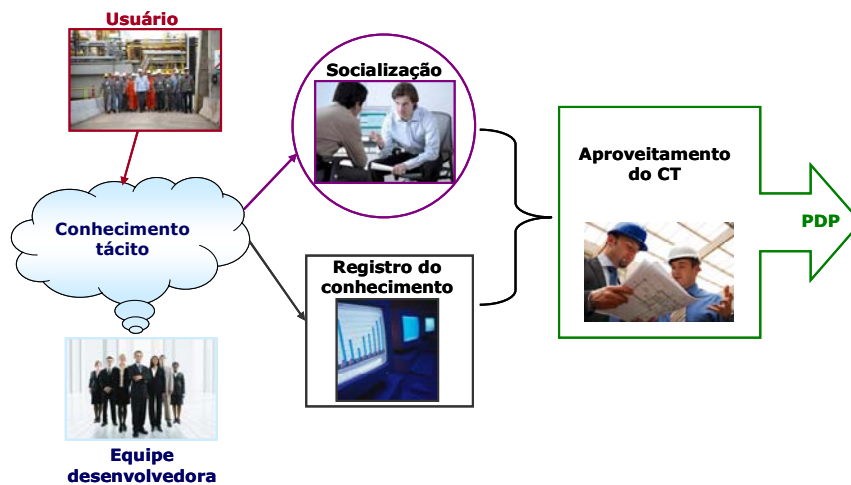 Usuário
Conhecimento
tácito
Equipe
desenvolvedora
Socialização
Registro do
conhecimento
Aproveitamento
do CT
PDP